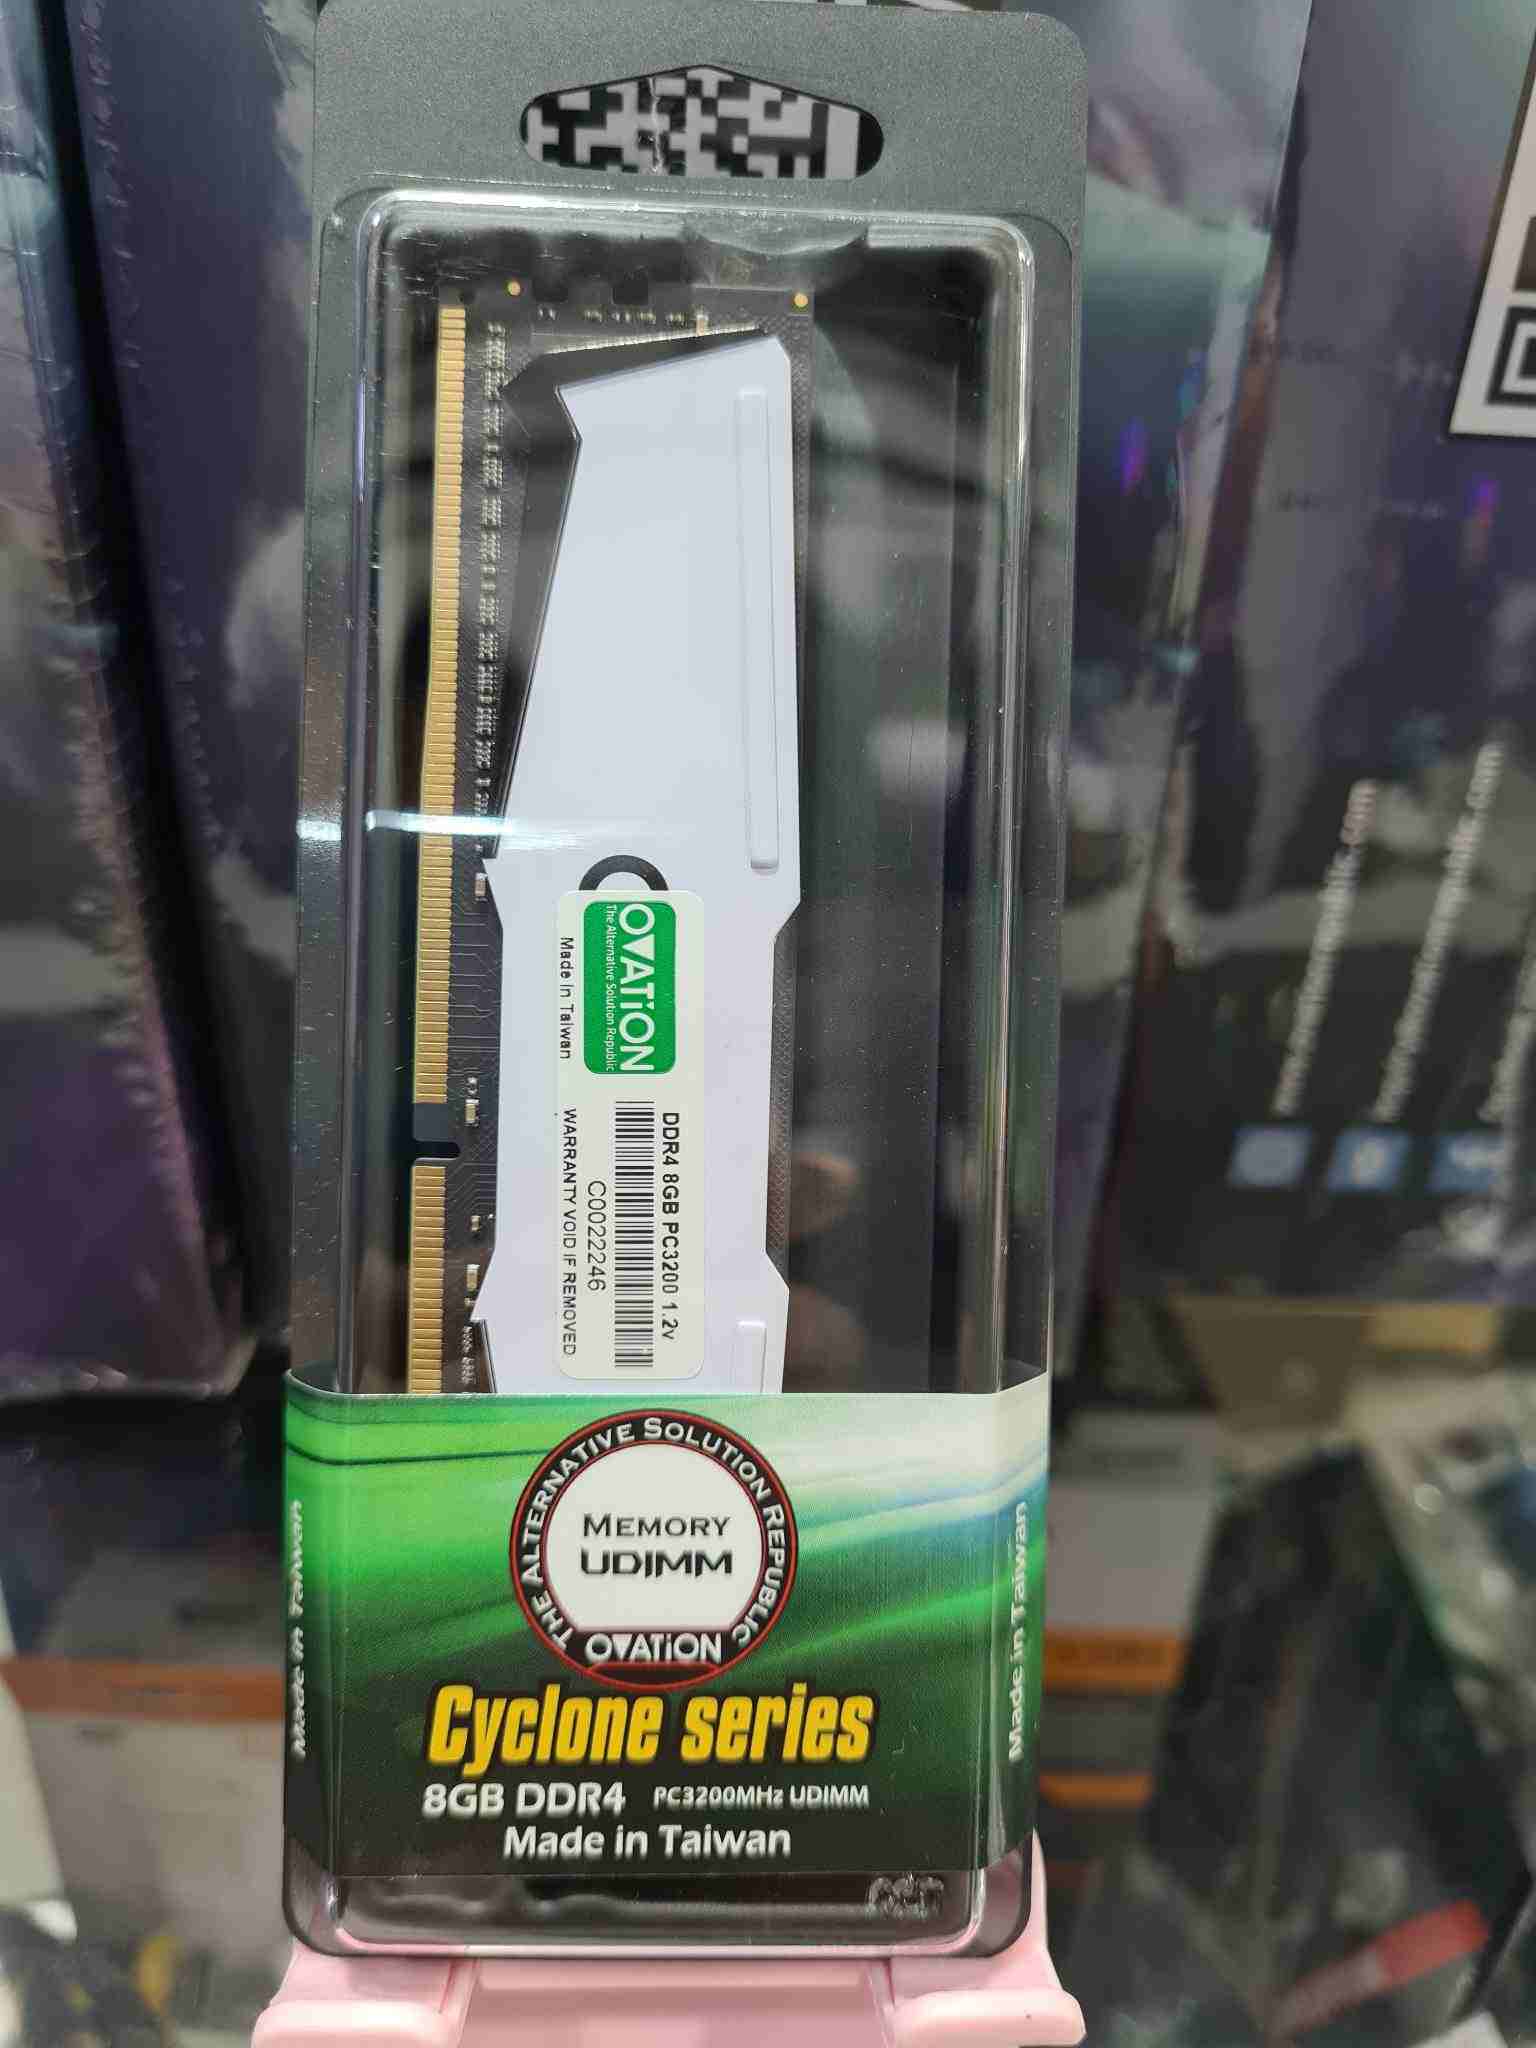 OVATiON
The Alternative Solution Republic
Made in Taiwan
DDR4 8GB PC3200 1.2v
C0022246
WARRANTY VOID IF REMOVED
THE ALTERNATIVE SOLUTION REPUBLIC
MEMORY
UDIMM
OVATiON
Cyclone series
8GB DDR4 PC3200MHz UDIMM
Made in Taiwan
Made in Taiwan
Made in Taiwan